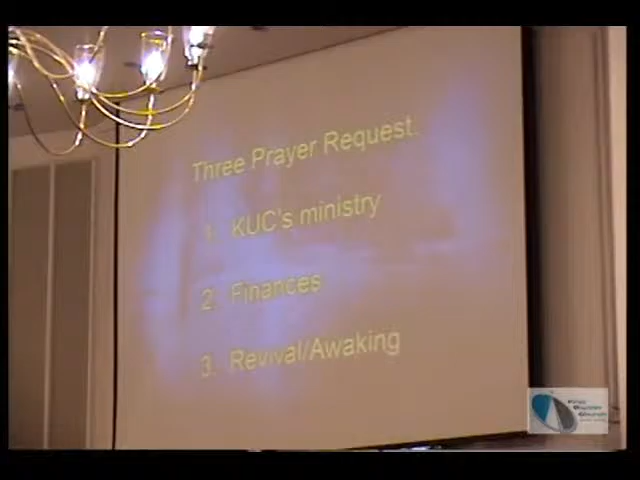 Three Prayer Request.
1. KUC's ministry
2. Finances
3. Revival/Awaking